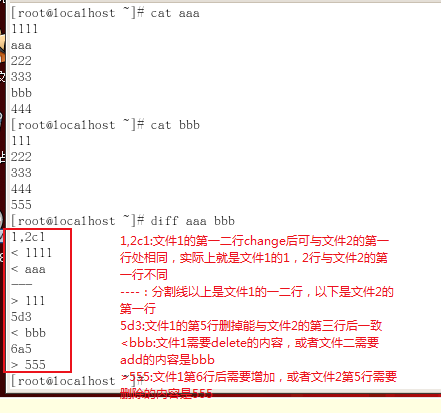 [root@localhost ~]# cat aaa
1111
aaa
222
333
bbb
444
[root@localhost ~]# cat bbb
111
222
333
444
555
[root@localhost ~]# diff aaa bbb
1,2c1
< 1111
< aaa
---
> 111
5d3
< bbb
6a5
> 555
[root@localhost ~]#
1,2c1:文件1的第一二行change后可与文件2的第一
行处相同，实际上就是文件1的1，2行与文件2的第
一行不同
----：分割线以上是文件1的一二行，以下是文件2的
第一行
5d3:文件1的第5行删掉能与文件2的第三行后一致
<bbb:文件1需要delete的内容，或者文件二需要
add的内容是bbb
>555:文件1第6行后需要增加，或者文件2第5行需要
删除的内容是555